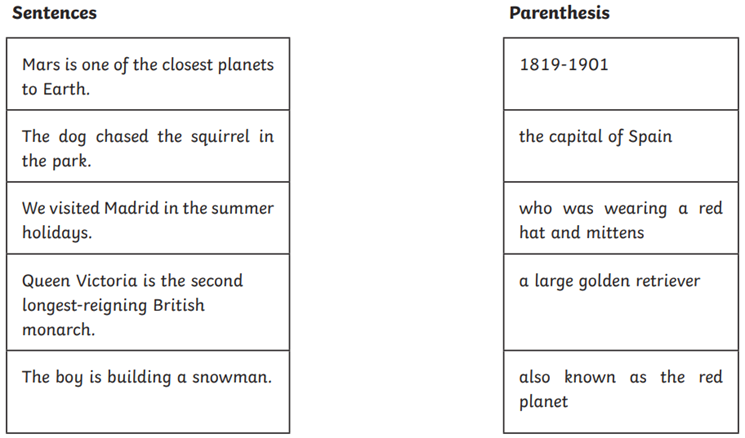 Sentences
Parenthesis
Mars is one of the closest planets
to Earth.
1819-1901
The dog chased the squirrel in
the park.
the capital of Spain
We visited Madrid in the summer
holidays.
who was wearing a red
hat and mittens
Queen Victoria is the second
longest-reigning British
monarch.
a large golden retriever
The boy is building a snowman.
also known as the red
planet